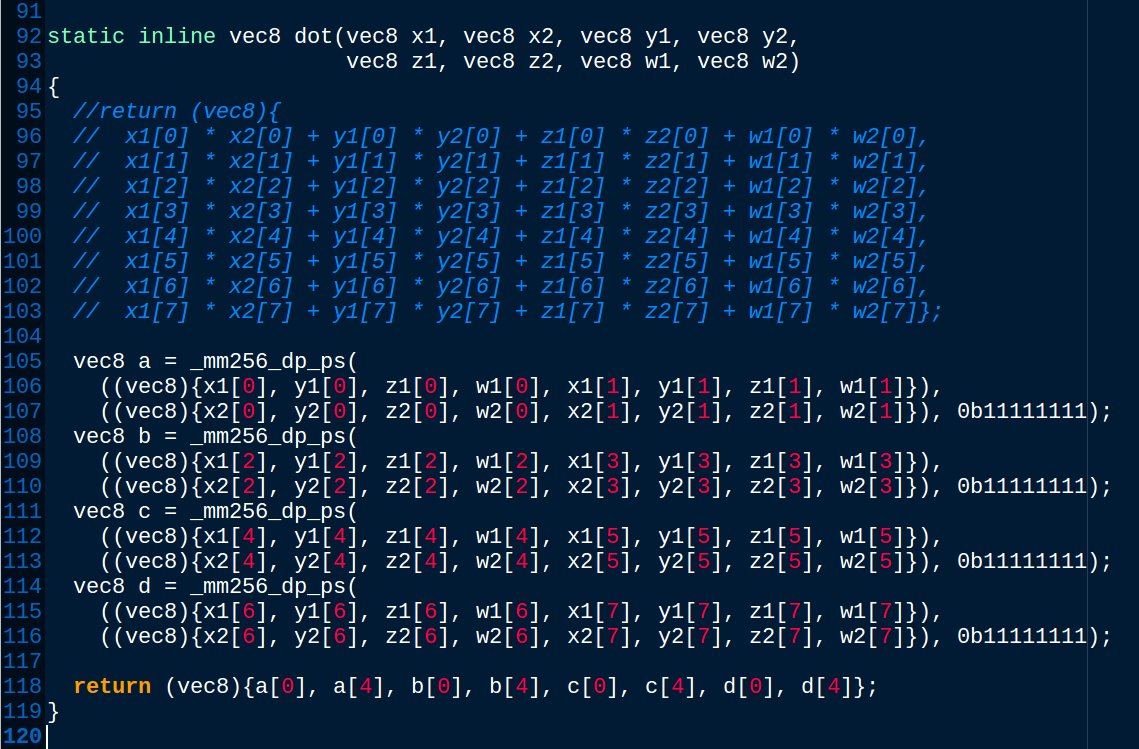 91
92 static inline vec8 dot(vec8 x1, vec8 x2, vec8 y1, vec8 y2,
93                        vec8 z1, vec8 z2, vec8 w1, vec8 w2)
94 {
95   //return (vec8){
96   //  x1[0] * x2[0] + y1[0] * y2[0] + z1[0] * z2[0] + w1[0] * w2[0],
97   //  x1[1] * x2[1] + y1[1] * y2[1] + z1[1] * z2[1] + w1[1] * w2[1],
98   //  x1[2] * x2[2] + y1[2] * y2[2] + z1[2] * z2[2] + w1[2] * w2[2],
99   //  x1[3] * x2[3] + y1[3] * y2[3] + z1[3] * z2[3] + w1[3] * w2[3],
100   //  x1[4] * x2[4] + y1[4] * y2[4] + z1[4] * z2[4] + w1[4] * w2[4],
101   //  x1[5] * x2[5] + y1[5] * y2[5] + z1[5] * z2[5] + w1[5] * w2[5],
102   //  x1[6] * x2[6] + y1[6] * y2[6] + z1[6] * z2[6] + w1[6] * w2[6],
103   //  x1[7] * x2[7] + y1[7] * y2[7] + z1[7] * z2[7] + w1[7] * w2[7]};
104
105   vec8 a = _mm256_dp_ps(
106     ((vec8){x1[0], y1[0], z1[0], w1[0], x1[1], y1[1], z1[1], w1[1]}),
107     ((vec8){x2[0], y2[0], z2[0], w2[0], x2[1], y2[1], z2[1], w2[1]}), 0b11111111);
108   vec8 b = _mm256_dp_ps(
109     ((vec8){x1[2], y1[2], z1[2], w1[2], x1[3], y1[3], z1[3], w1[3]}),
110     ((vec8){x2[2], y2[2], z2[2], w2[2], x2[3], y2[3], z2[3], w2[3]}), 0b11111111);
111   vec8 c = _mm256_dp_ps(
112     ((vec8){x1[4], y1[4], z1[4], w1[4], x1[5], y1[5], z1[5], w1[5]}),
113     ((vec8){x2[4], y2[4], z2[4], w2[4], x2[5], y2[5], z2[5], w2[5]}), 0b11111111);
114   vec8 d = _mm256_dp_ps(
115     ((vec8){x1[6], y1[6], z1[6], w1[6], x1[7], y1[7], z1[7], w1[7]}),
116     ((vec8){x2[6], y2[6], z2[6], w2[6], x2[7], y2[7], z2[7], w2[7]}), 0b11111111);
117
118   return (vec8){a[0], a[4], b[0], b[4], c[0], c[4], d[0], d[4]};
119 }
120